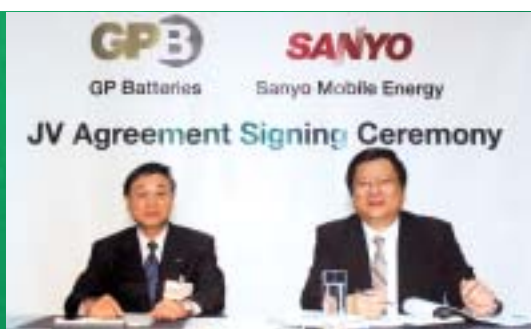 GPB SANYO
GP Batteries Sanyo Mobile Energy
JV Agreement Signing Ceremony